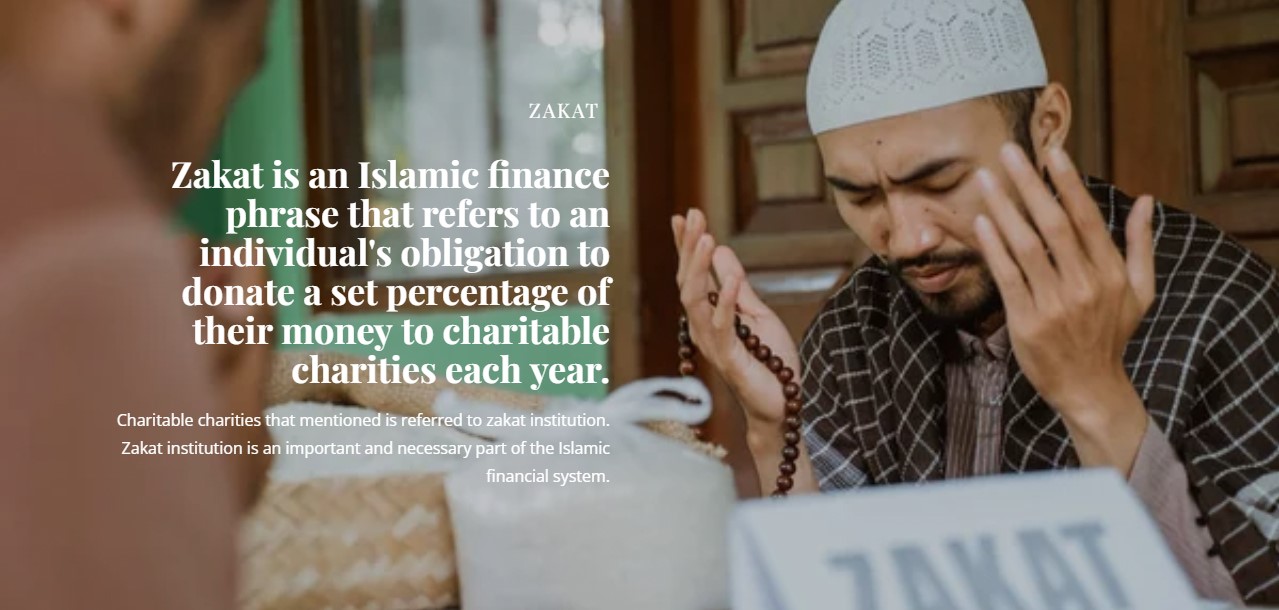 ZAKAT
Zakat is an Islamic finance
phrase that refers to an
individual's obligation to
donate a set percentage of
their money to charitable
charities each year.
Charitable charities that mentioned is referred to zakat institution.
Zakat institution is an important and necessary part of the Islamic
financial system.
ZAKAT